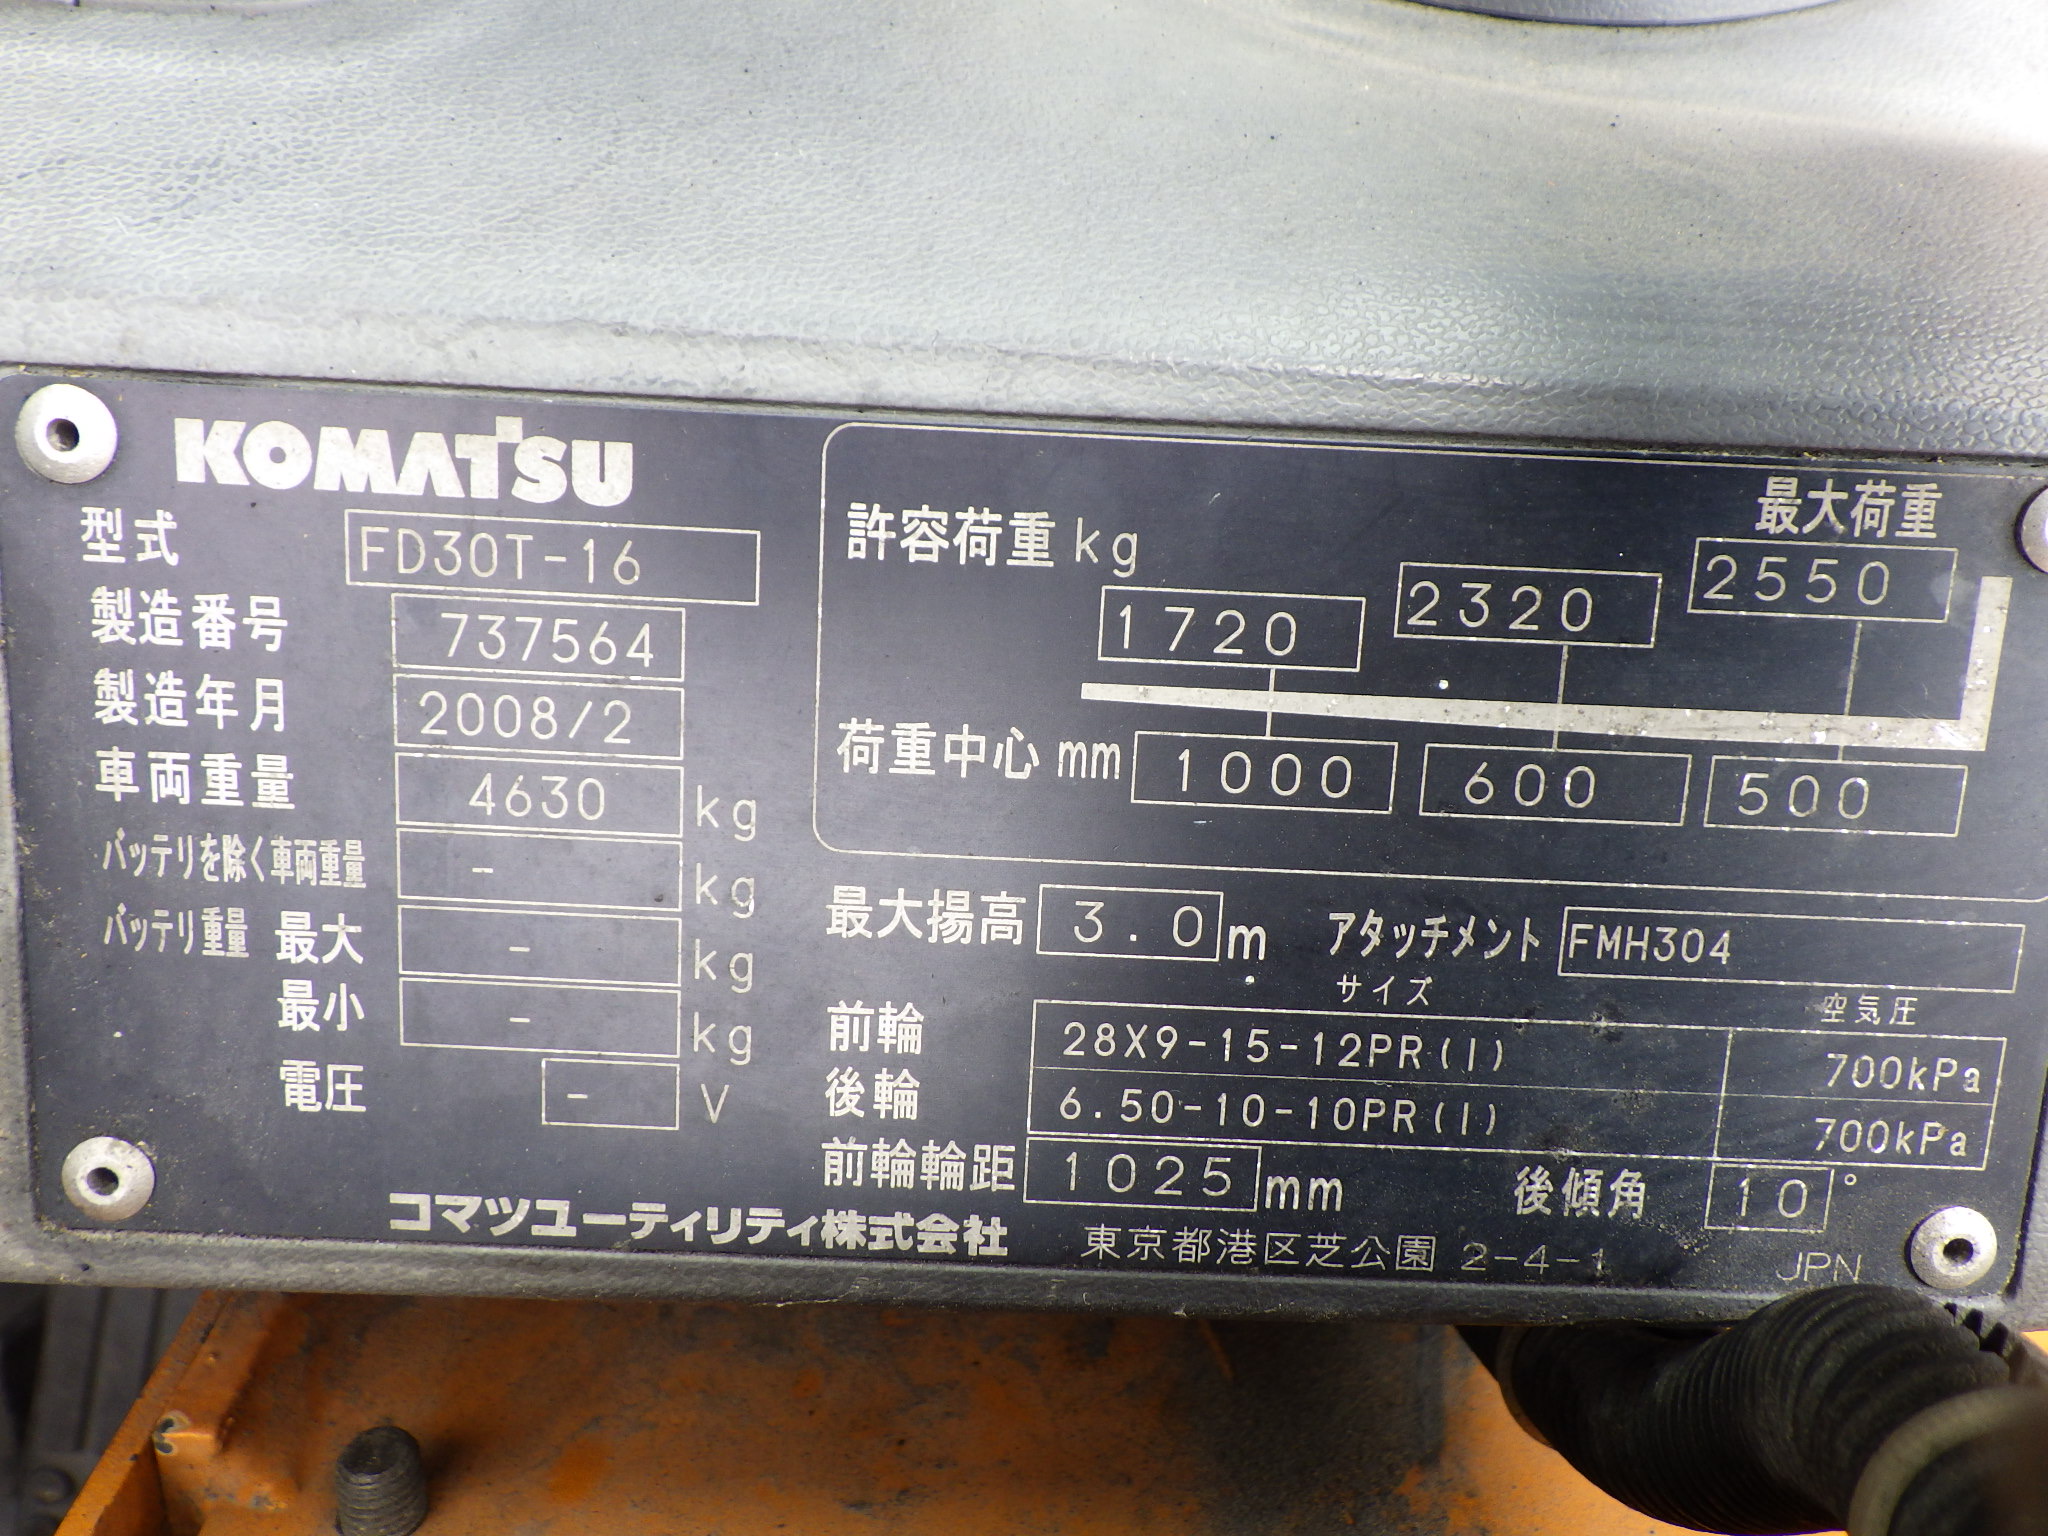 KOMATSU
型式 FD30T-16
製造番号 737564
製造年月 2008/2
車両重量 4630 kg
バッテリを除く車両重量 - kg
バッテリ重量 最大 - kg
最小 - kg
電圧 - V
最大荷重
許容荷重 kg 1720 2320 2550
荷重中心 mm 1000 600 500
最大揚高 3.0 m アタッチメント FMH304
サイズ 空気圧
前輪 28X9-15-12PR(I) 700kPa
後輪 6.50-10-10PR(I) 700kPa
前輪輪距 1025 mm 後傾角 10°
コマツユーティリティ株式会社 東京都港区芝公園 2-4-1 JPN